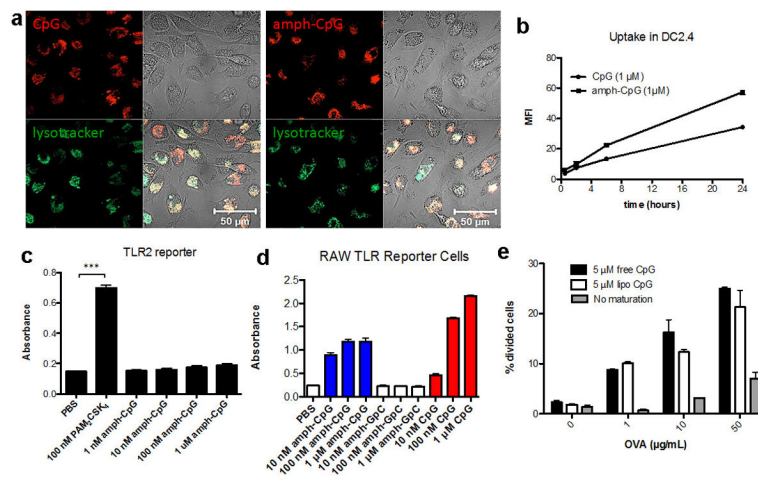 a
CpG
amph-CpG
lysotracker
lysotracker
50 µm
50 µm
b
Uptake in DC2.4
CpG (1 µM)
amph-CpG (1µM)
MFI
80
60
40
20
0
0
4
8
12
16
20
24
time (hours)
c
TLR2 reporter
***
Absorbance
0.8
0.6
0.4
0.2
0.0
PBS
100 nM PAM₂CSK₄
1 nM amph-CpG
10 nM amph-CpG
100 nM amph-CpG
1 uM amph-CpG
d
RAW TLR Reporter Cells
Absorbance
2.5
2.0
1.5
1.0
0.5
0.0
PBS
10 nM amph-CpG
100 nM amph-CpG
1 µM amph-CpG
10 nM amph-GpC
100 nM amph-GpC
1 µM amph-GpC
10 nM CpG
100 nM CpG
1 µM CpG
e
5 µM free CpG
5 µM lipo CpG
No maturation
% divided cells
30
20
10
0
0
1
10
50
OVA (µg/mL)